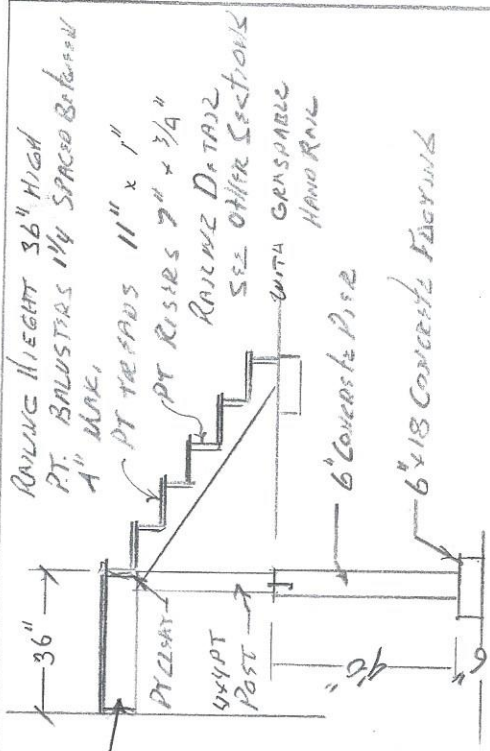 RAILING HIEGHT 36" HIGH
P.T. BALUSTERS 1 1/4 SPACED BETWEEN
4" MAX.
PT TREADS 11" x 1"
PT RISERS 7" x 3/4"
RAILING DETAIL
SEE OTHER SECTIONS
WITH GRASPABLE
HAND RAIL
36"
PT CLEAT
4x4 PT
POST
6" CONCRETE PIER
4'0"
6"x18 CONCRETE FOOTING
6"